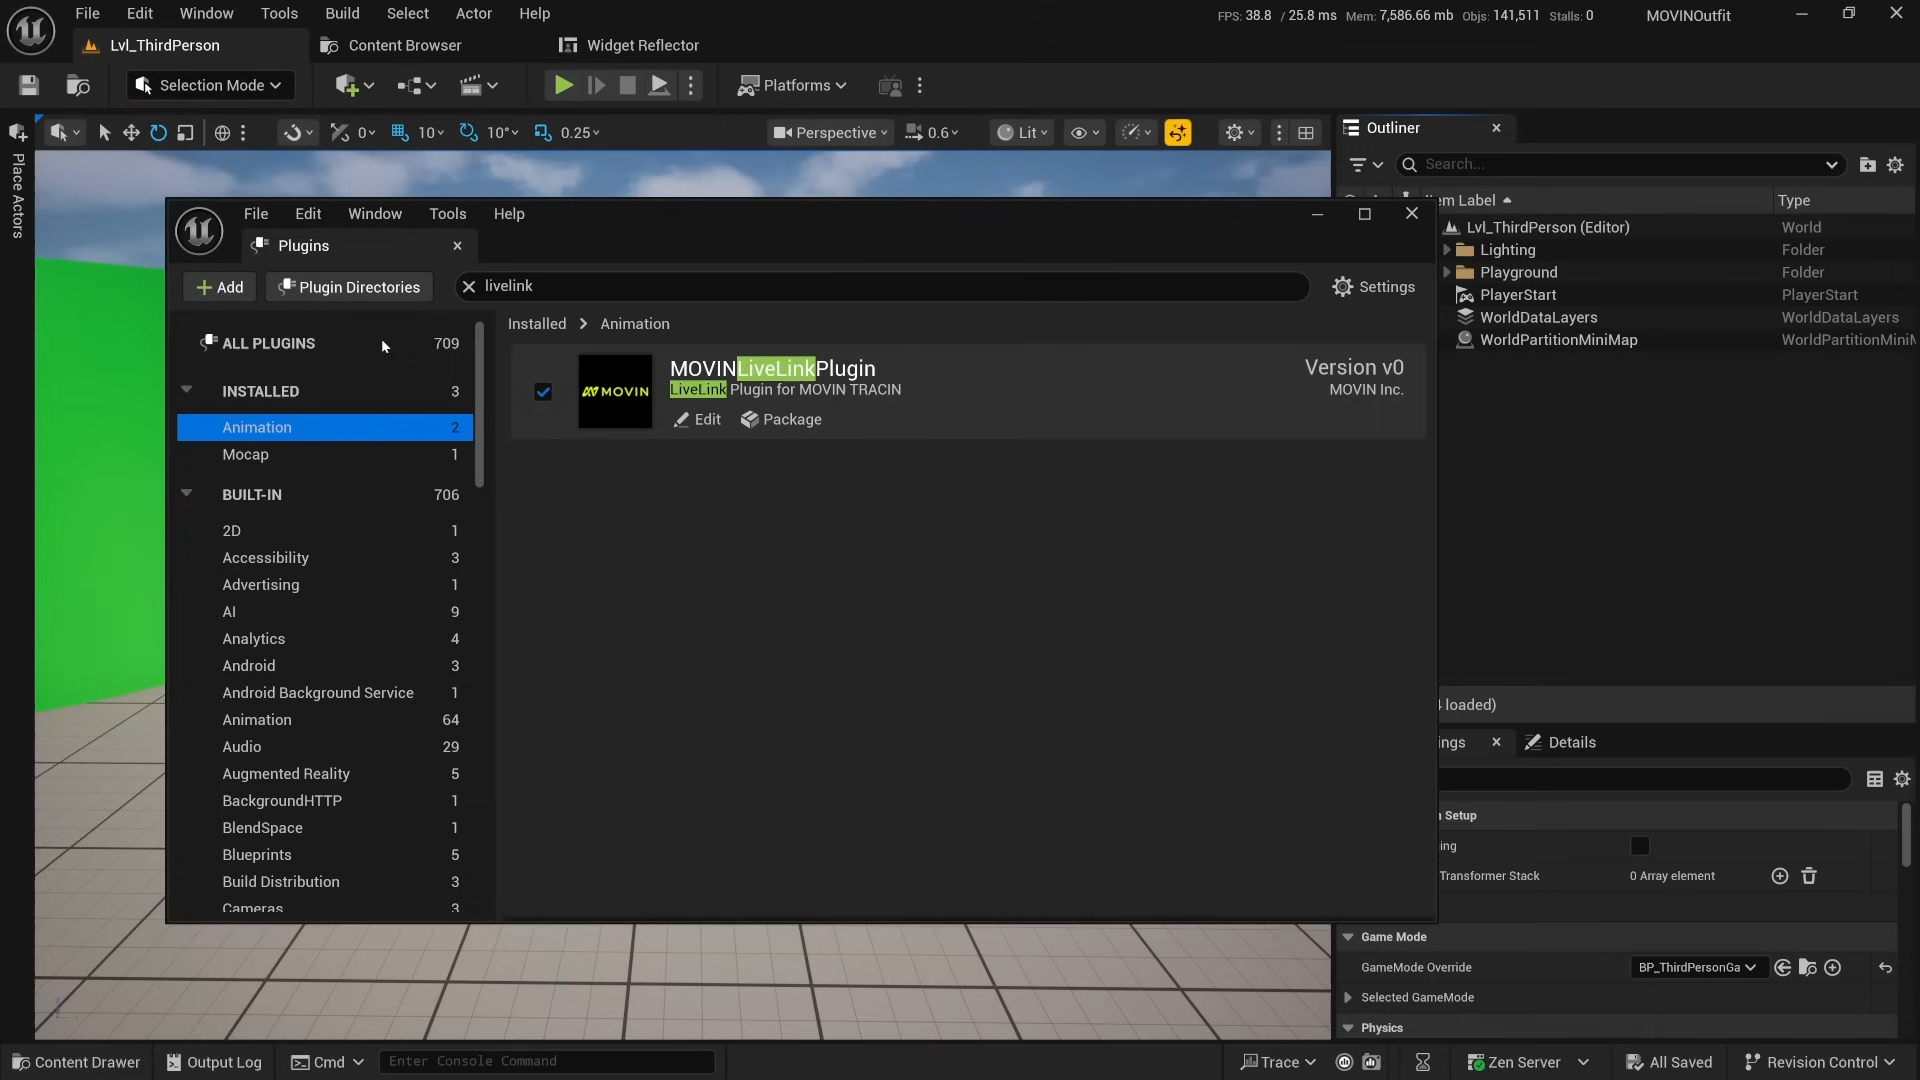 File Edit Window Tools Build Select Actor Help
FPS: 38.8 / 25.8 ms Mem: 7,586.66 mb Objs: 141,511 Stalls: 0
MOVINOutfit
Lvl_ThirdPerson
Content Browser
Widget Reflector
Selection Mode
Platforms
0
10
10°
0.25
Perspective
0.6
Lit
Place Actors
Outliner
Search...
em Label Type
Lvl_ThirdPerson (Editor) World
Lighting Folder
Playground Folder
PlayerStart PlayerStart
WorldDataLayers WorldDataLayers
WorldPartitionMiniMap WorldPartitionMini
File Edit Window Tools Help
Plugins
Add
Plugin Directories
livelink
Settings
ALL PLUGINS 709
INSTALLED 3
Animation 2
Mocap 1
BUILT-IN 706
2D 1
Accessibility 3
Advertising 1
AI 9
Analytics 4
Android 3
Android Background Service 1
Animation 64
Audio 29
Augmented Reality 5
BackgroundHTTP 1
BlendSpace 1
Blueprints 5
Build Distribution 3
Cameras 3
Installed > Animation
MOVIN
MOVINLiveLinkPlugin
LiveLink Plugin for MOVIN TRACIN
Edit Package
Version v0
MOVIN Inc.
loaded)
ings
Details
Setup
ing
Transformer Stack 0 Array element
Game Mode
GameMode Override BP_ThirdPersonGa
Selected GameMode
Physics
Content Drawer
Output Log
Cmd
Enter Console Command
Trace
Zen Server
All Saved
Revision Control